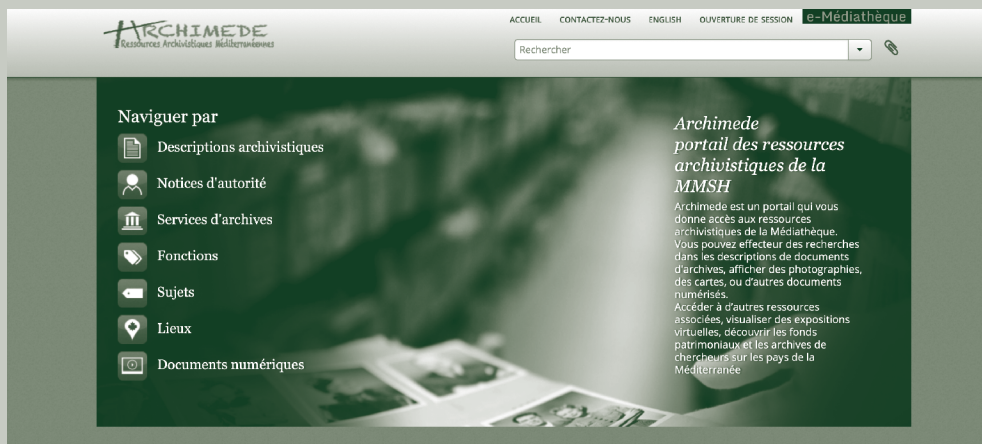 ARCHIMEDE
Ressources Archivistiques Méditerranéennes
ACCUEIL CONTACTEZ-NOUS ENGLISH OUVERTURE DE SESSION e-Médiathèque
Rechercher
Naviguer par
Descriptions archivistiques
Notices d'autorité
Services d'archives
Fonctions
Sujets
Lieux
Documents numériques
Archimede
portail des ressources
archivistiques de la
MMSH
Archimede est un portail qui vous
donne accès aux ressources
archivistiques de la Médiathèque.
Vous pouvez effecteur des recherches
dans les descriptions de documents
d'archives, afficher des photographies,
des cartes, ou d'autres documents
numérisés.
Accéder à d'autres ressources
associées, visualiser des expositions
virtuelles, découvrir les fonds
patrimoniaux et les archives de
chercheurs sur les pays de la
Méditerranée